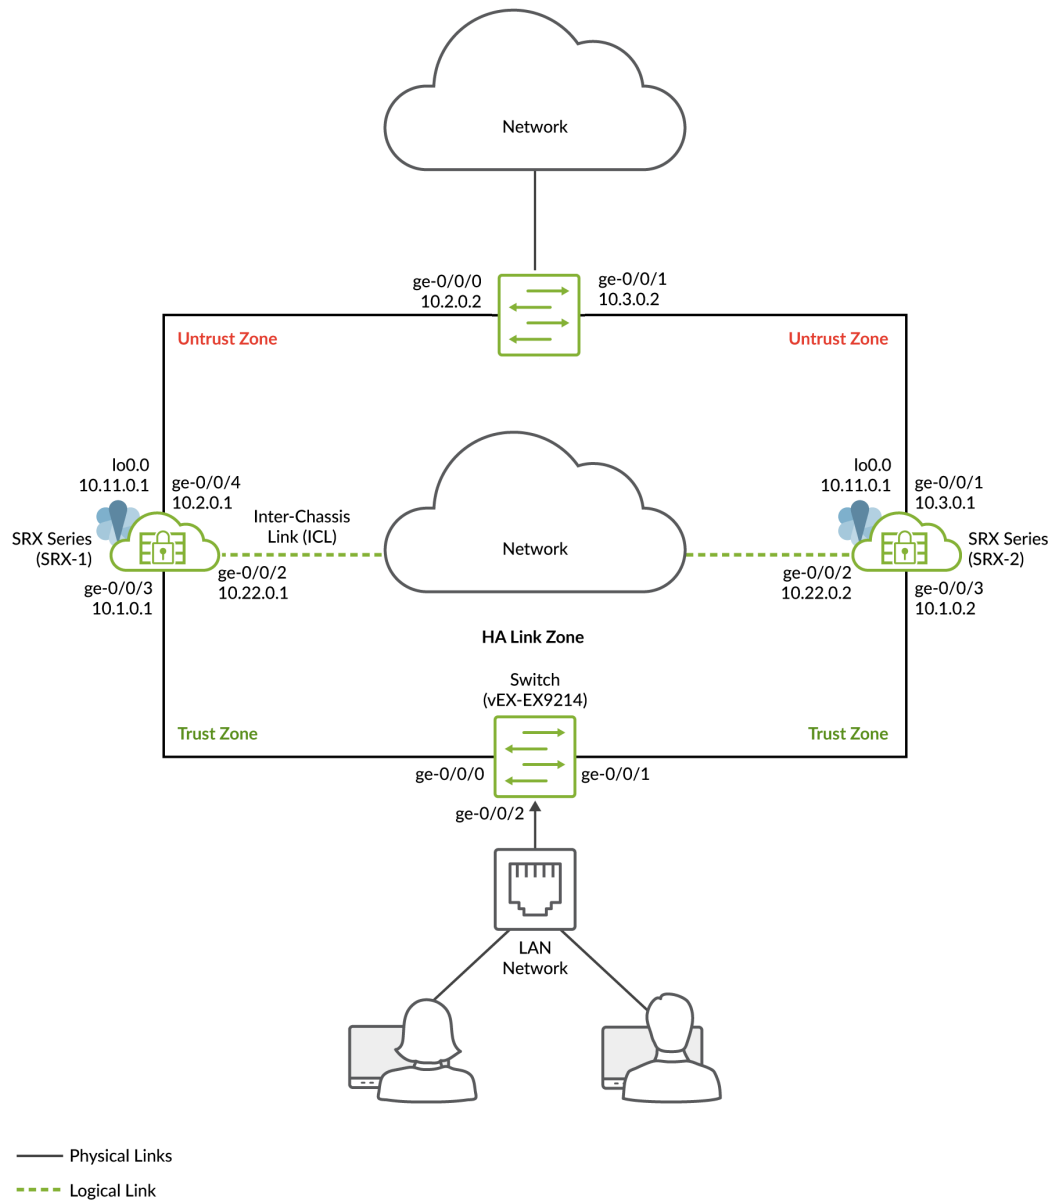 Network
ge-0/0/0
10.2.0.2
ge-0/0/1
10.3.0.2
Untrust Zone
Untrust Zone
lo0.0
10.11.0.1
ge-0/0/4
10.2.0.1
SRX Series
(SRX-1)
ge-0/0/3
10.1.0.1
Inter-Chassis
Link (ICL)
ge-0/0/2
10.22.0.1
Network
lo0.0
10.11.0.1
ge-0/0/1
10.3.0.1
SRX Series
(SRX-2)
ge-0/0/2
10.22.0.2
ge-0/0/3
10.1.0.2
HA Link Zone
Switch
(vEX-EX9214)
Trust Zone
Trust Zone
ge-0/0/0
ge-0/0/1
ge-0/0/2
LAN
Network
Physical Links
Logical Link